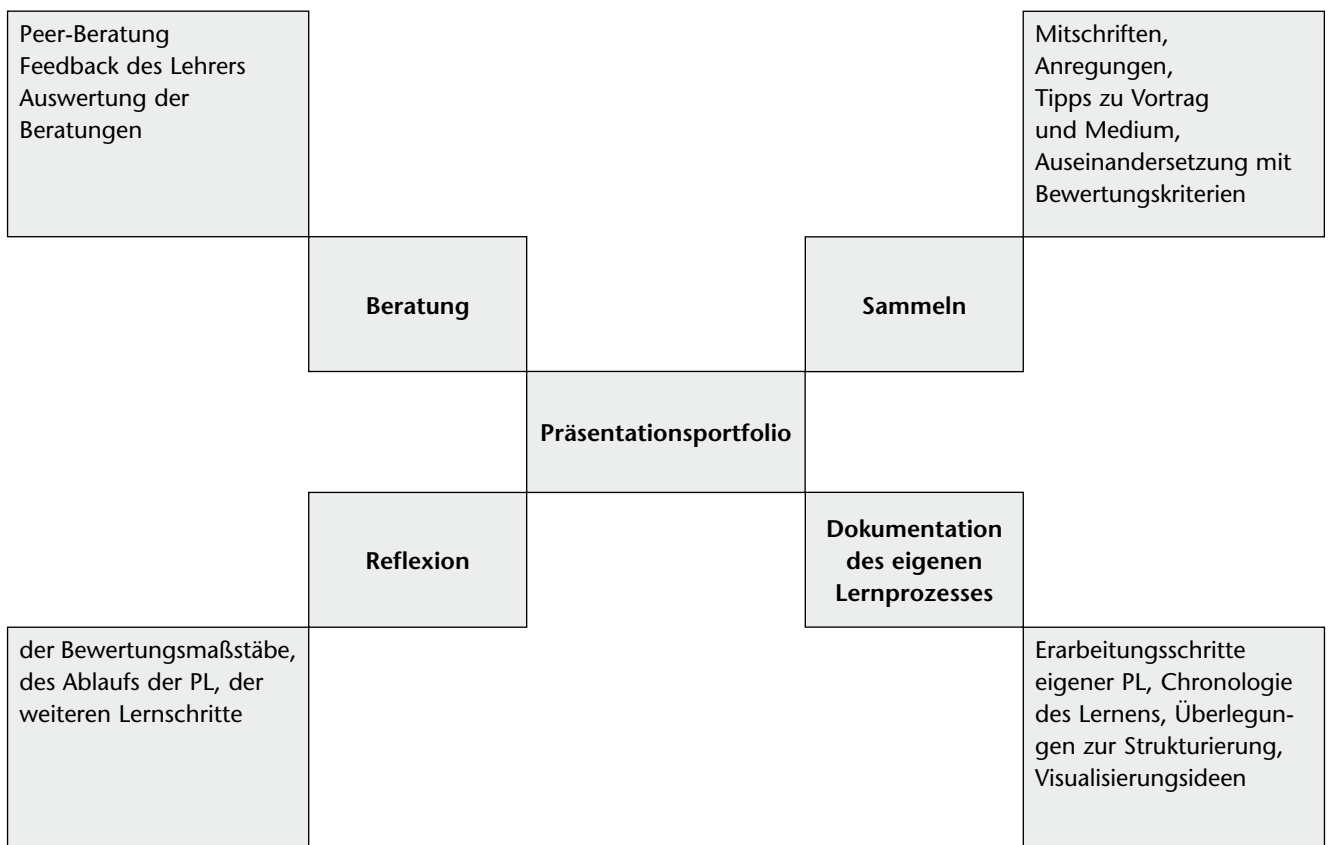 Peer-Beratung
Feedback des Lehrers
Auswertung der
Beratungen
Mitschriften,
Anregungen,
Tipps zu Vortrag
und Medium,
Auseinandersetzung mit
Bewertungskriterien
Beratung
Sammeln
Präsentationsportfolio
Reflexion
Dokumentation
des eigenen
Lernprozesses
der Bewertungsmaßstäbe,
des Ablaufs der PL, der
weiteren Lernschritte
Erarbeitungsschritte
eigener PL, Chronologie
des Lernens, Überlegun-
gen zur Strukturierung,
Visualisierungsideen